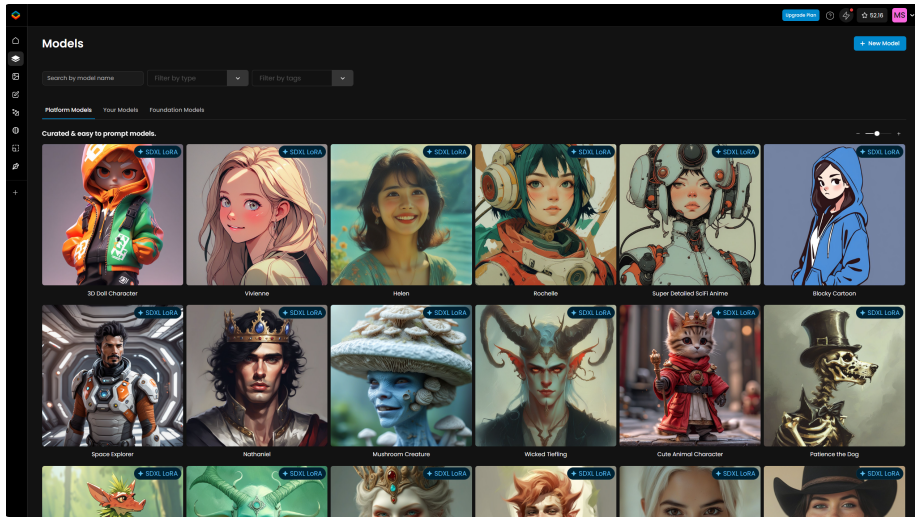 Upgrade Plan
52.16
MS
Models
+ New Model
Search by model name
Filter by type
Filter by tags
Platform Models
Your Models
Foundation Models
Curated & easy to prompt models.
+ SDXL LoRA
+ SDXL LoRA
+ SDXL LoRA
+ SDXL LoRA
+ SDXL LoRA
+ SDXL LoRA
3D Doll Character
Vivienne
Helen
Rochelle
Super Detailed SciFi Anime
Blocky Cartoon
+ SDXL LoRA
+ SDXL LoRA
+ SDXL LoRA
+ SDXL LoRA
+ SDXL LoRA
+ SDXL LoRA
Space Explorer
Nathaniel
Mushroom Creature
Wicked Tiefling
Cute Animal Character
Patience the Dog
+ SDXL LoRA
+ SDXL LoRA
+ SDXL LoRA
+ SDXL LoRA
+ SDXL LoRA
+ SDXL LoRA